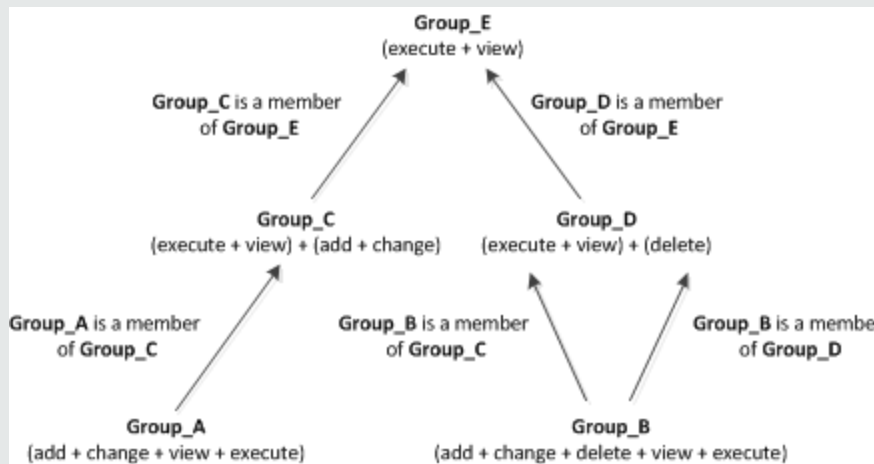 Group_E
(execute + view)
Group_C is a member
of Group_E
Group_D is a member
of Group_E
Group_C
(execute + view) + (add + change)
Group_D
(execute + view) + (delete)
Group_A is a member
of Group_C
Group_B is a member
of Group_C
Group_B is a membe
of Group_D
Group_A
(add + change + view + execute)
Group_B
(add + change + delete + view + execute)